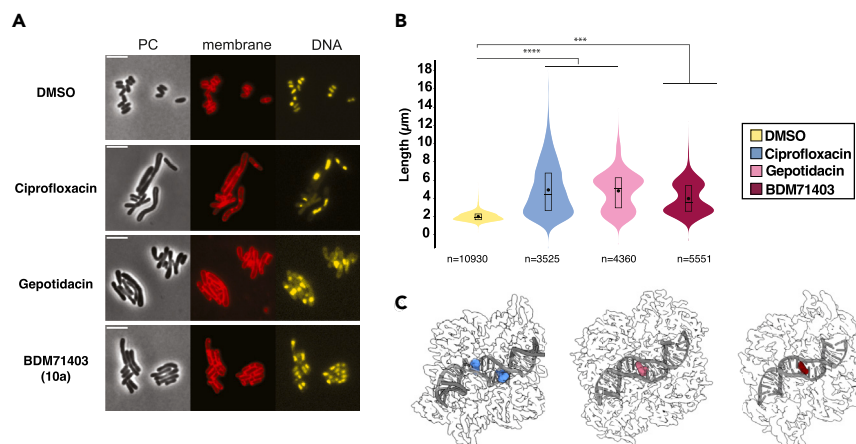 A
PC membrane DNA
DMSO
Ciprofloxacin
Gepotidacin
BDM71403
(10a)
B
***
****
Length (µm)
18
16
14
12
10
8
6
4
2
0
n=10930 n=3525 n=4360 n=5551
DMSO
Ciprofloxacin
Gepotidacin
BDM71403
C